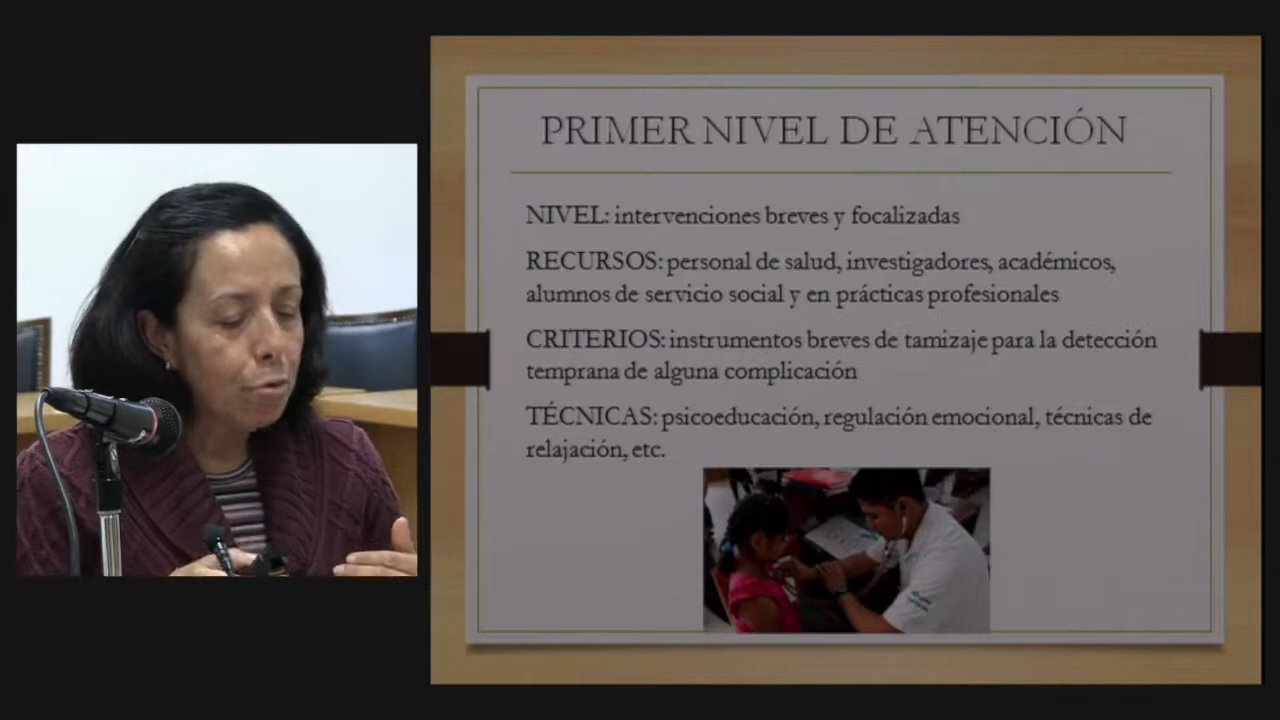 PRIMER NIVEL DE ATENCIÓN
NIVEL: intervenciones breves y focalizadas
RECURSOS: personal de salud, investigadores, académicos,
alumnos de servicio social y en prácticas profesionales
CRITERIOS: instrumentos breves de tamizaje para la detección
temprana de alguna complicación
TÉCNICAS: psicoeducación, regulación emocional, técnicas de
relajación, etc.